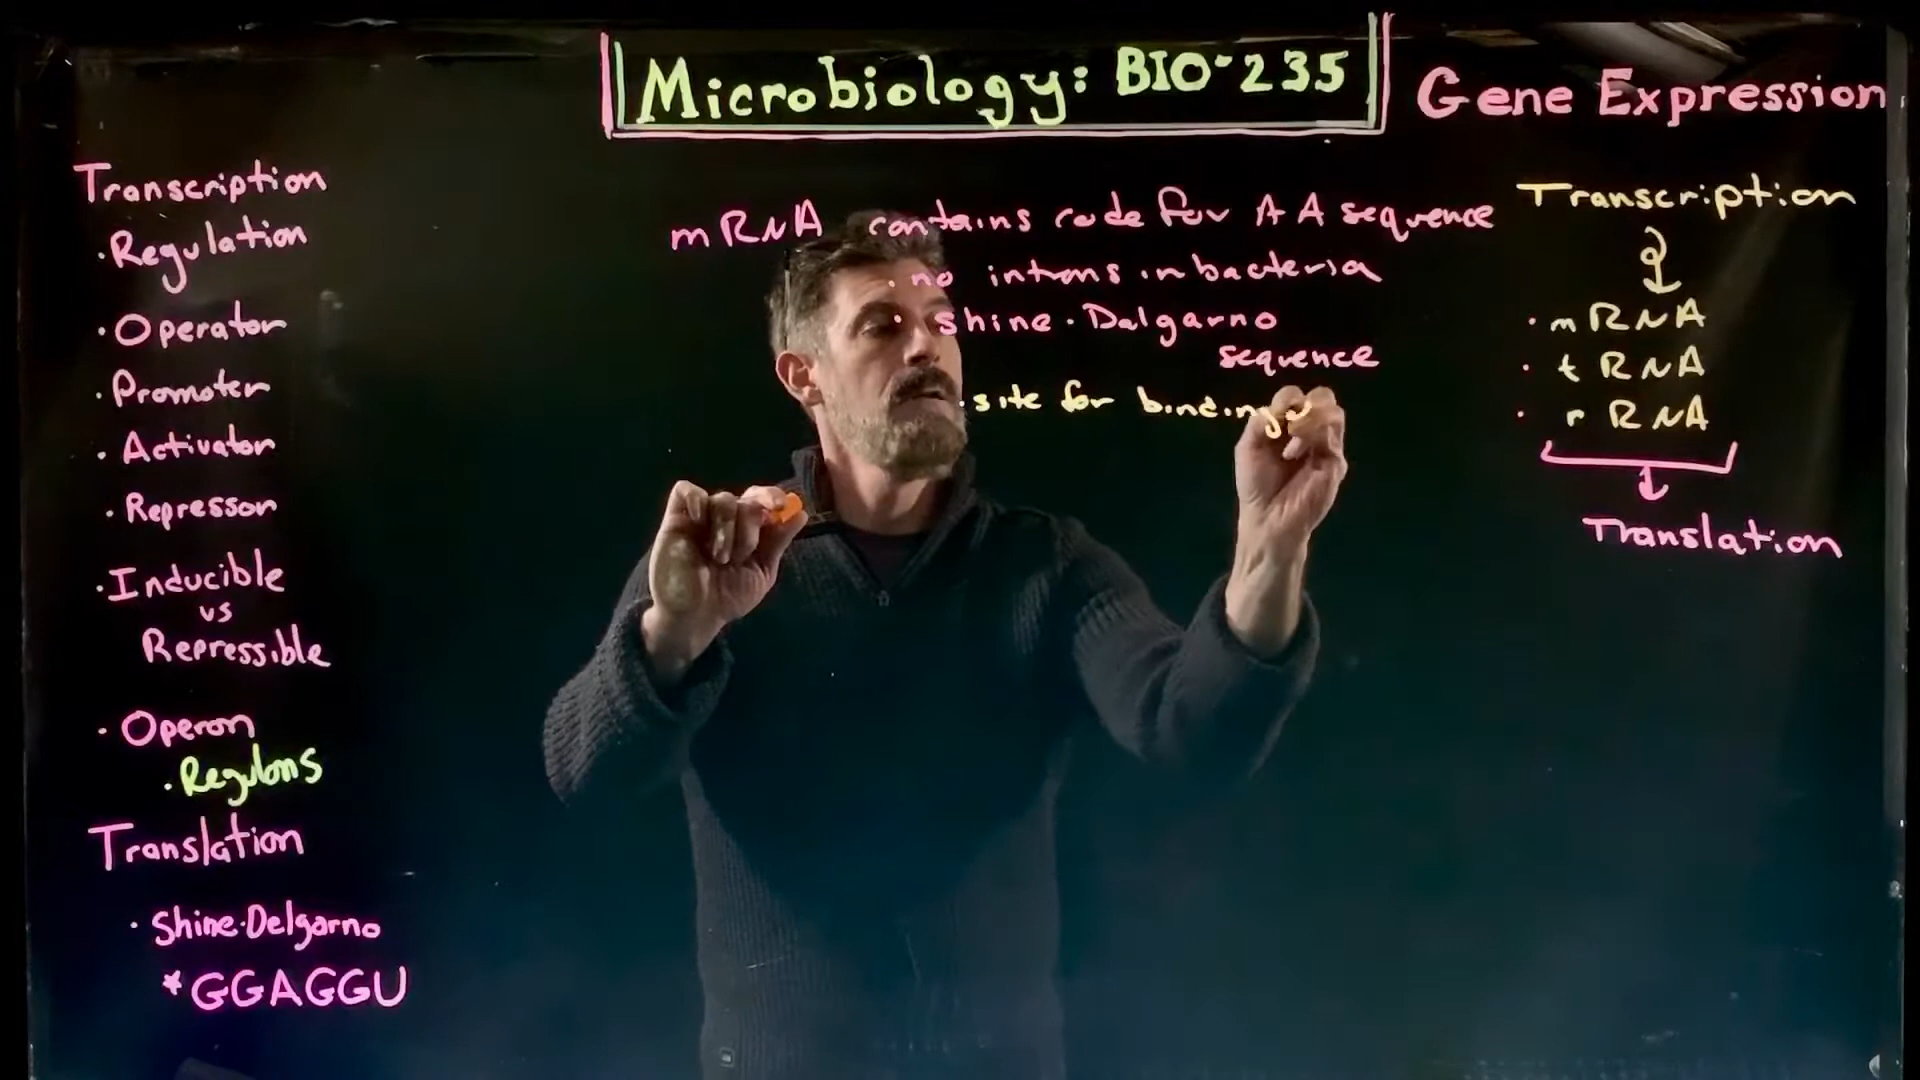 Microbiology: BIO-235
Gene Expression
Transcription
·Regulation
·Operator
·Promoter
·Activator
·Repressor
·Inducible
vs
Repressible
·Operon
·Regulons
Translation
·Shine·Delgarno
*GGAGGU
mRNA contains code for AA sequence
·no introns in bacteria
·Shine·Dalgarno
sequence
·site for binding
Transcription
·mRNA
·tRNA
·rRNA
Translation